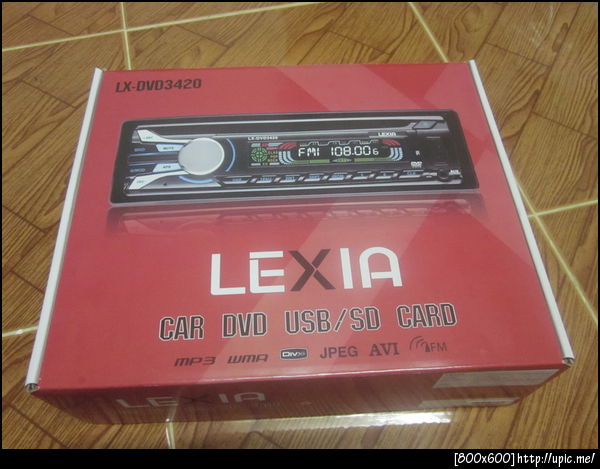 LX-DVD3420
LX-DVD3420
LEXIA
FM1 108.00 6
LEXIA
CAR DVD USB/SD CARD
MP3 WMA DivX JPEG AVI FM
LEXIA
[800x600]http://upic.me/